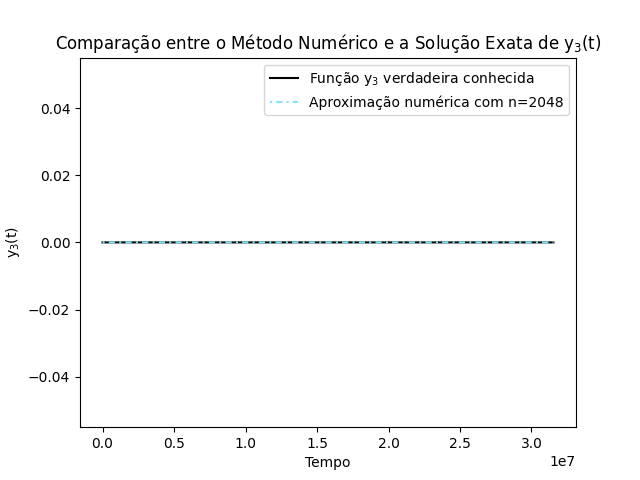 Comparação entre o Método Numérico e a Solução Exata de y₃(t)
Função y₃ verdadeira conhecida
Aproximação numérica com n=2048
y₃(t)
0.04
0.02
0.00
−0.02
−0.04
0.0 0.5 1.0 1.5 2.0 2.5 3.0
1e7
Tempo